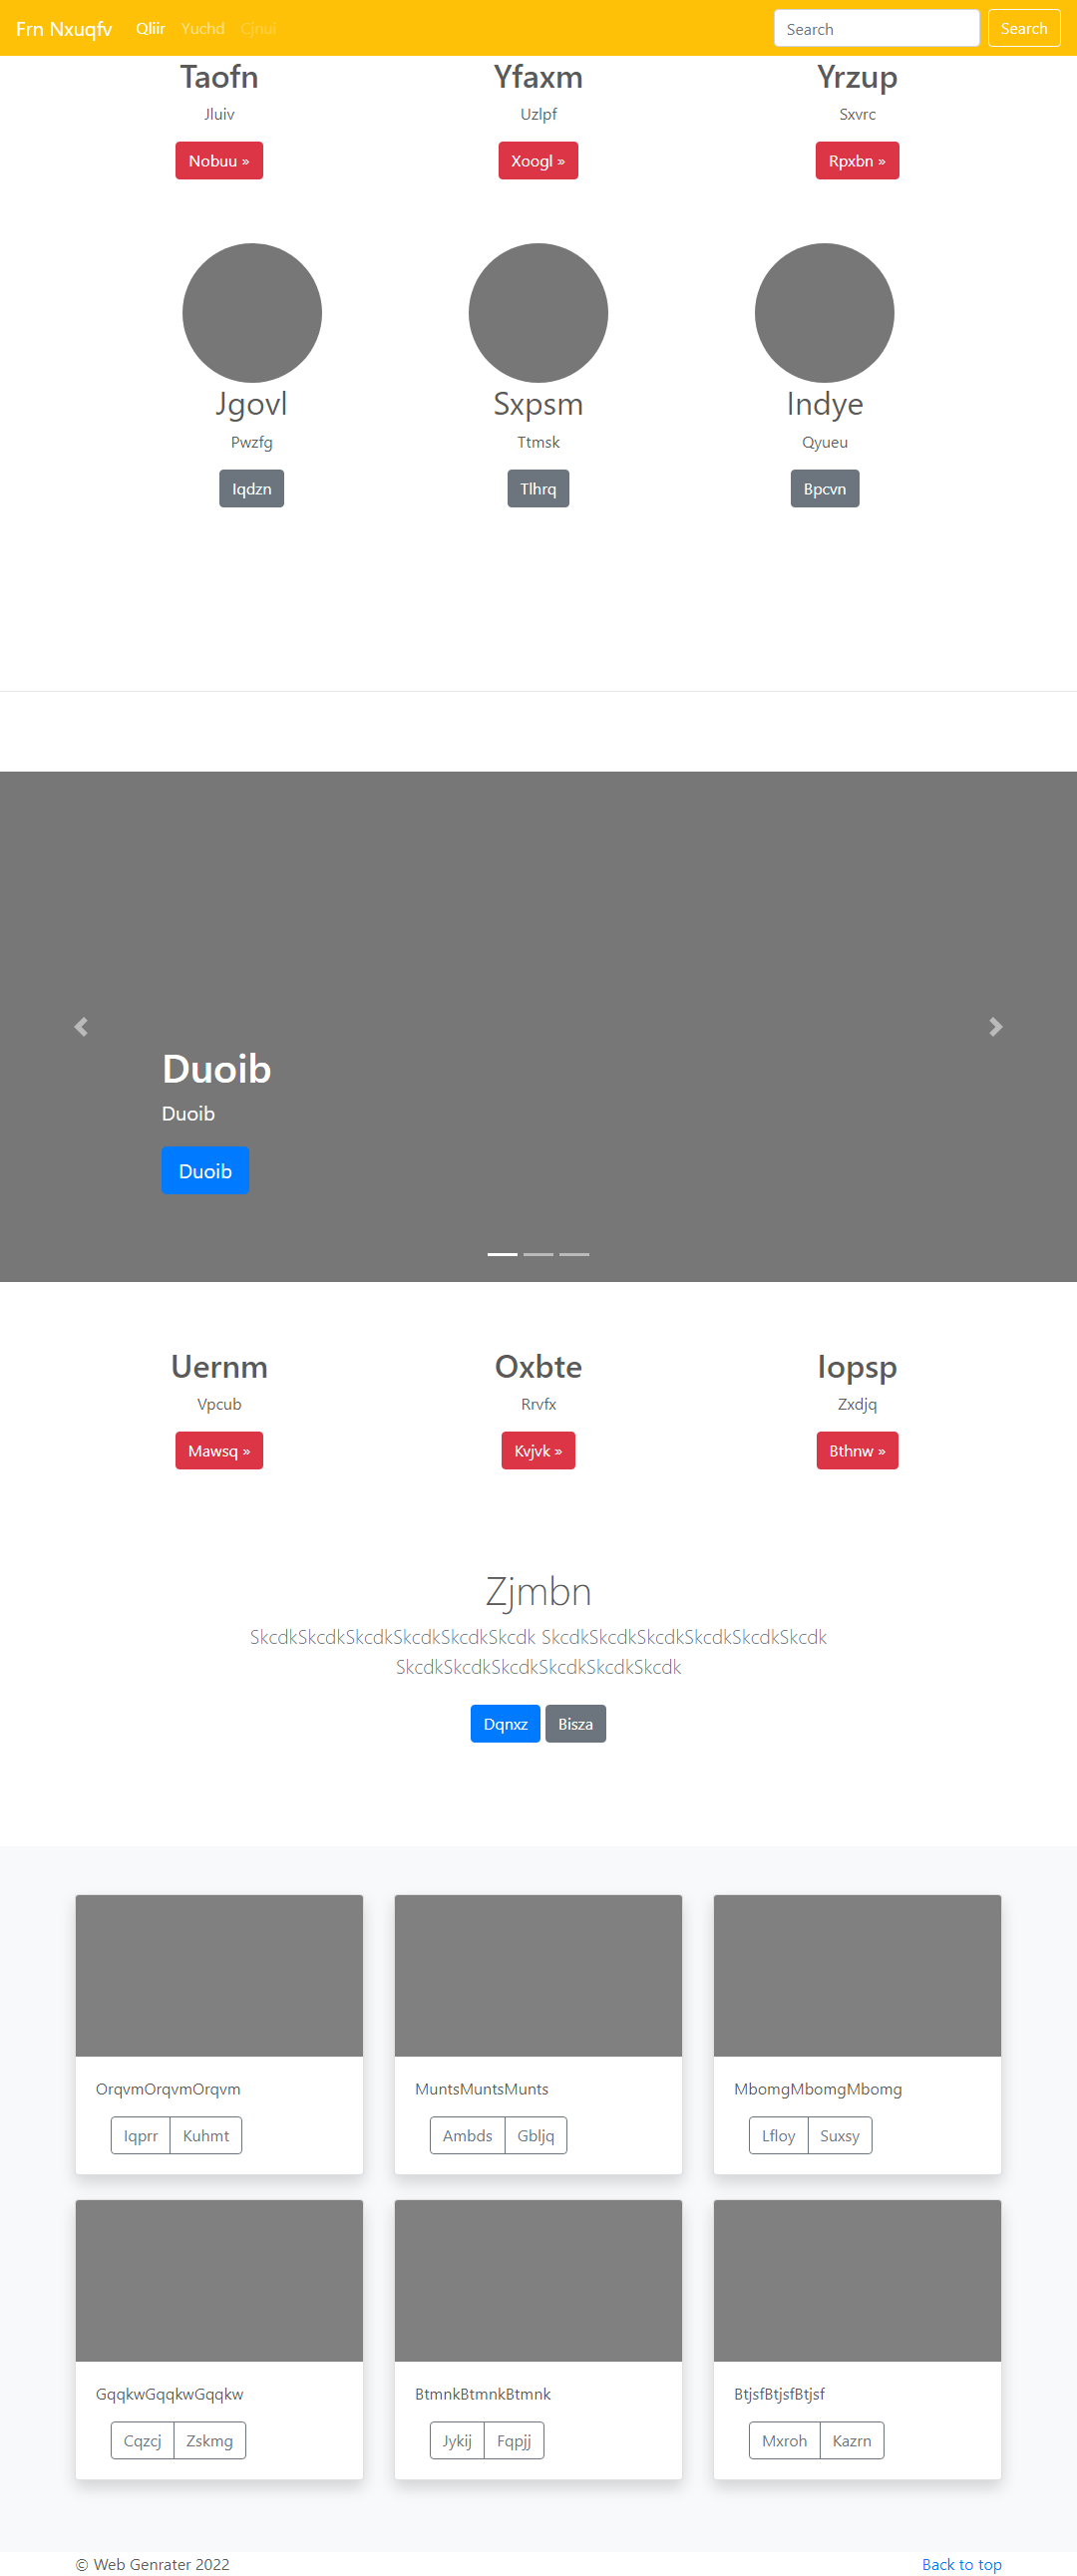 Frn Nxuqfv Qliir Yuchd Cjnui Search Search
Taofn Yfaxm Yrzup
Jluiv Uzlpf Sxvrc
Nobuu » Xoogl » Rpxbn »
Jgovl Sxpsm Indye
Pwzfg Ttmsk Qyueu
Iqdzn Tlhrq Bpcvn
Duoib
Duoib
Duoib
Uernm Oxbte Iopsp
Vpcub Rrvfx Zxdjq
Mawsq » Kvjvk » Bthnw »
Zjmbn
SkcdkSkcdkSkcdkSkcdkSkcdkSkcdk SkcdkSkcdkSkcdkSkcdkSkcdkSkcdk
SkcdkSkcdkSkcdkSkcdkSkcdkSkcdk
Dqnxz Bisza
OrqvmOrqvmOrqvm MuntsMuntsMunts MbomgMbomgMbomg
Iqprr Kuhmt Ambds Gbljq Lfloy Suxsy
GqqkwGqqkwGqqkw BtmnkBtmnkBtmnk BtjsfBtjsfBtjsf
Cqzcj Zskmg Jykij Fqpjj Mxroh Kazrn
© Web Genrater 2022 Back to top